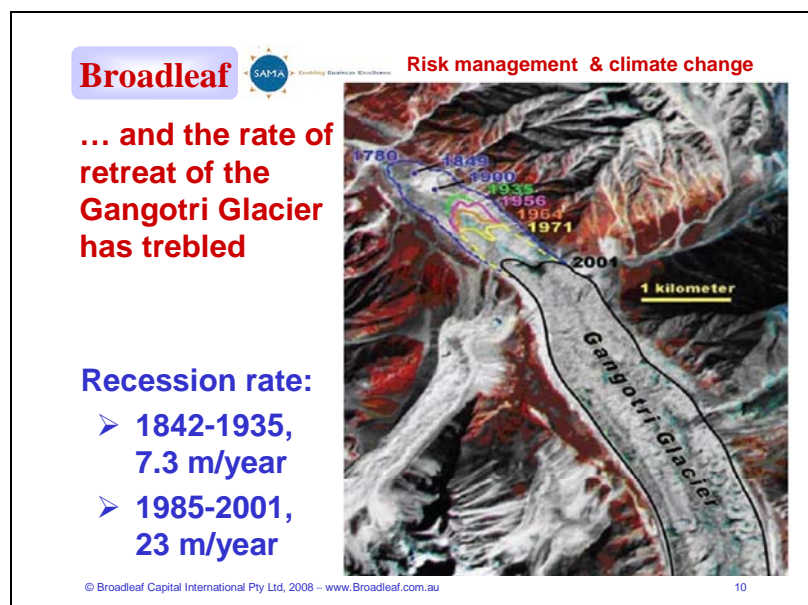 Broadleaf
SAMA
Enabling Business Excellence
Risk management & climate change
… and the rate of
retreat of the
Gangotri Glacier
has trebled
Recession rate:
➢ 1842-1935,
7.3 m/year
➢ 1985-2001,
23 m/year
1780
1849
1900
1935
1956
1964
1971
2001
1 kilometer
Gangotri Glacier
© Broadleaf Capital International Pty Ltd, 2008 – www.Broadleaf.com.au
10